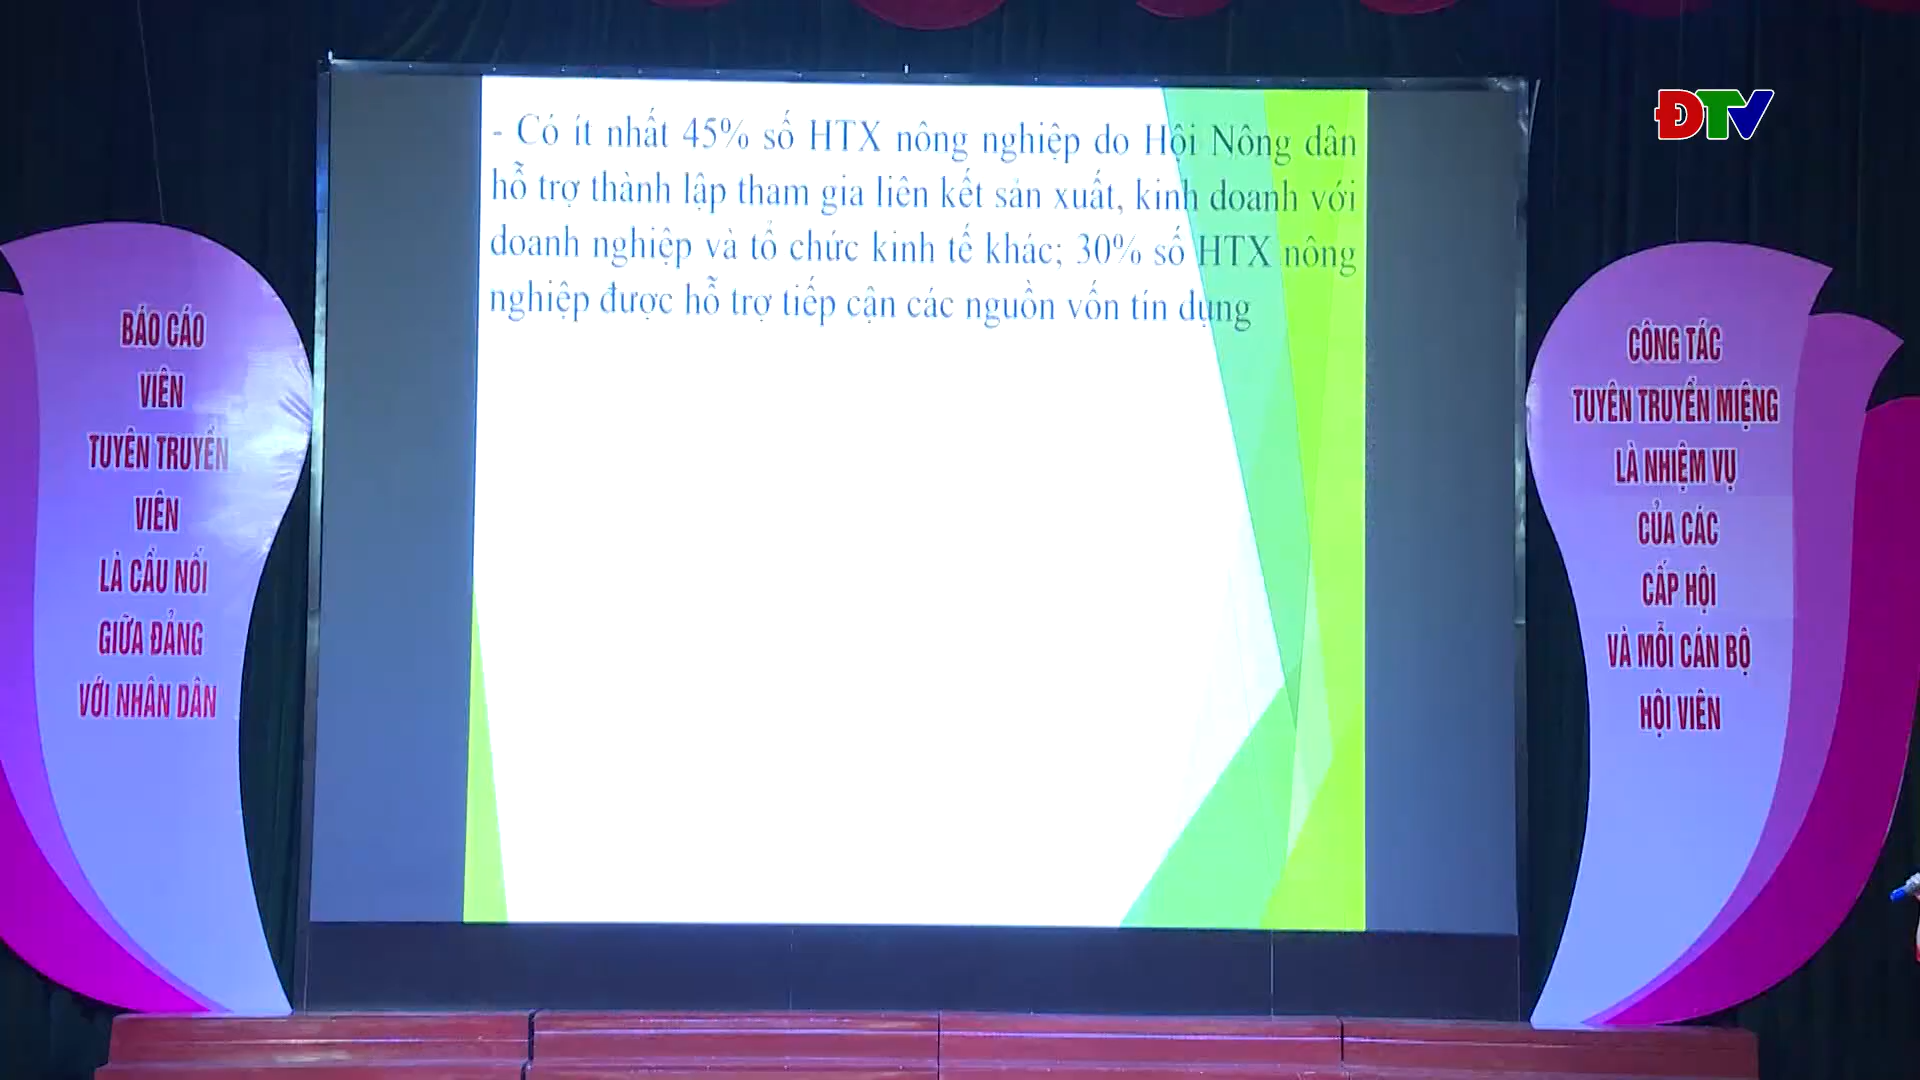 ĐTV
- Có ít nhất 45% số HTX nông nghiệp do Hội Nông dân
hỗ trợ thành lập tham gia liên kết sản xuất, kinh doanh với
doanh nghiệp và tổ chức kinh tế khác; 30% số HTX nông
nghiệp được hỗ trợ tiếp cận các nguồn vốn tín dụng
BÁO CÁO
VIÊN
TUYÊN TRUYỀN
VIÊN
LÀ CẦU NỐI
GIỮA ĐẢNG
VỚI NHÂN DÂN
CÔNG TÁC
TUYÊN TRUYỀN MIỆNG
LÀ NHIỆM VỤ
CỦA CÁC
CẤP HỘI
VÀ MỖI CÁN BỘ
HỘI VIÊN